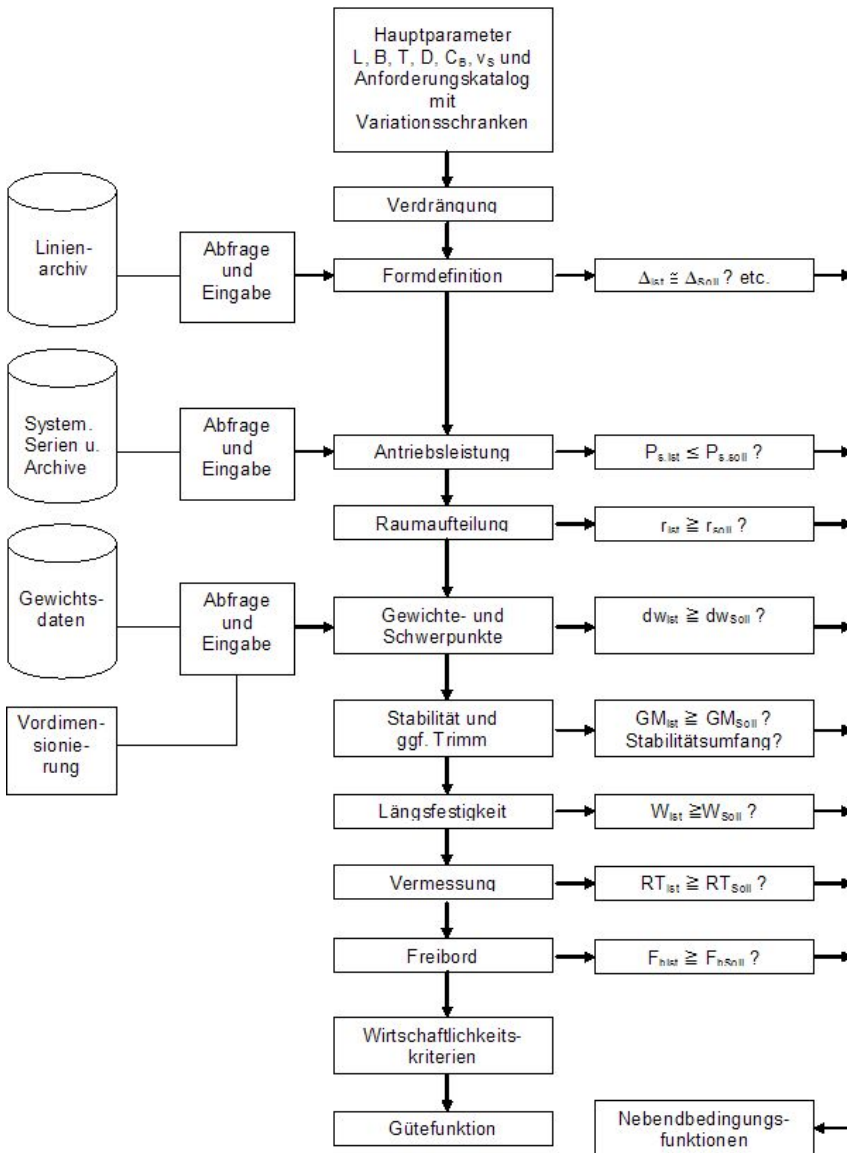 Hauptparameter
L, B, T, D, C_B, v_S und
Anforderungskatalog
mit
Variationsschranken
Verdrängung
Linien-
archiv
Abfrage
und
Eingabe
Formdefinition
Δ_Ist ≅ Δ_Soll ? etc.
System.
Serien u.
Archive
Abfrage
und
Eingabe
Antriebsleistung
P_s.Ist ≤ P_s.soll ?
Raumaufteilung
r_Ist ≧ r_soll ?
Gewichts-
daten
Abfrage
und
Eingabe
Gewichte- und
Schwerpunkte
dw_Ist ≧ dw_Soll ?
Vordimen-
sionie-
rung
Stabilität und
ggf. Trimm
GM_Ist ≧ GM_Soll?
Stabilitätsumfang?
Längsfestigkeit
W_Ist ≧W_Soll ?
Vermessung
RT_Ist ≧ RT_Soll ?
Freibord
F_bIst ≧ F_bSoll ?
Wirtschaftlichkeits-
kriterien
Gütefunktion
Nebendbedingungs-
funktionen